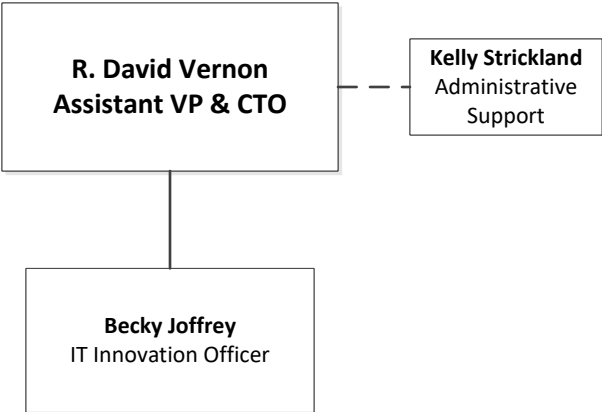 R. David Vernon
Assistant VP & CTO
Kelly Strickland
Administrative
Support
Becky Joffrey
IT Innovation Officer